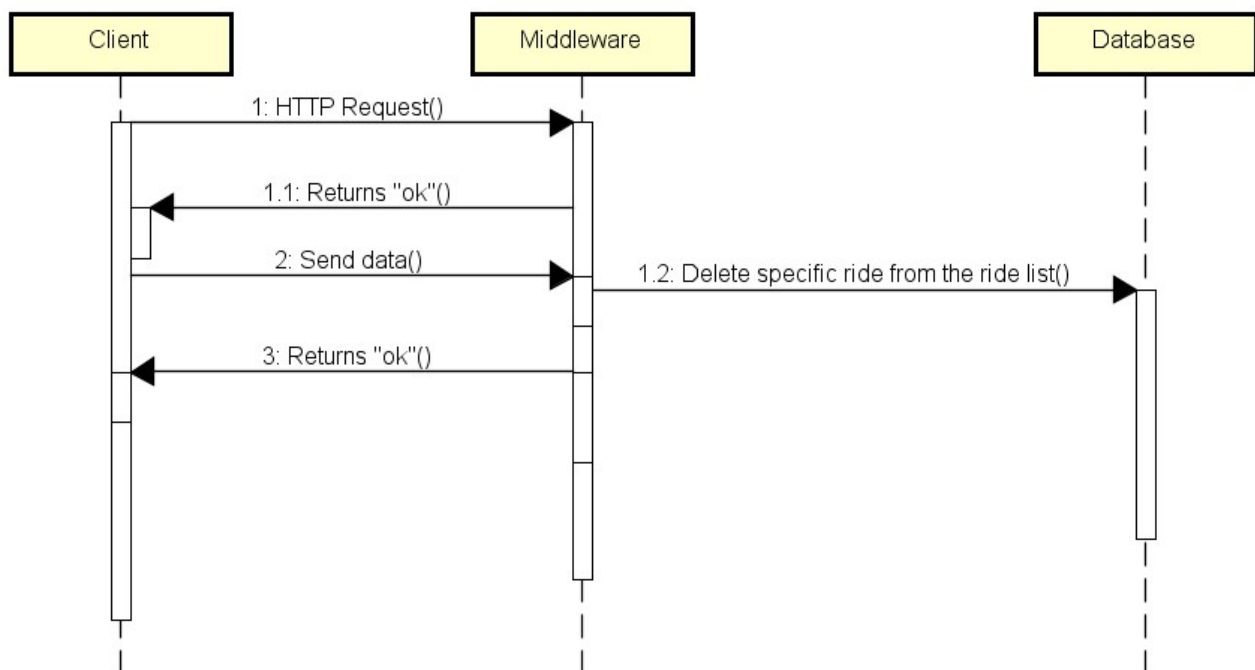 Client
Middleware
Database
1: HTTP Request()
1.1: Returns "ok"()
2: Send data()
1.2: Delete specific ride from the ride list()
3: Returns "ok"()